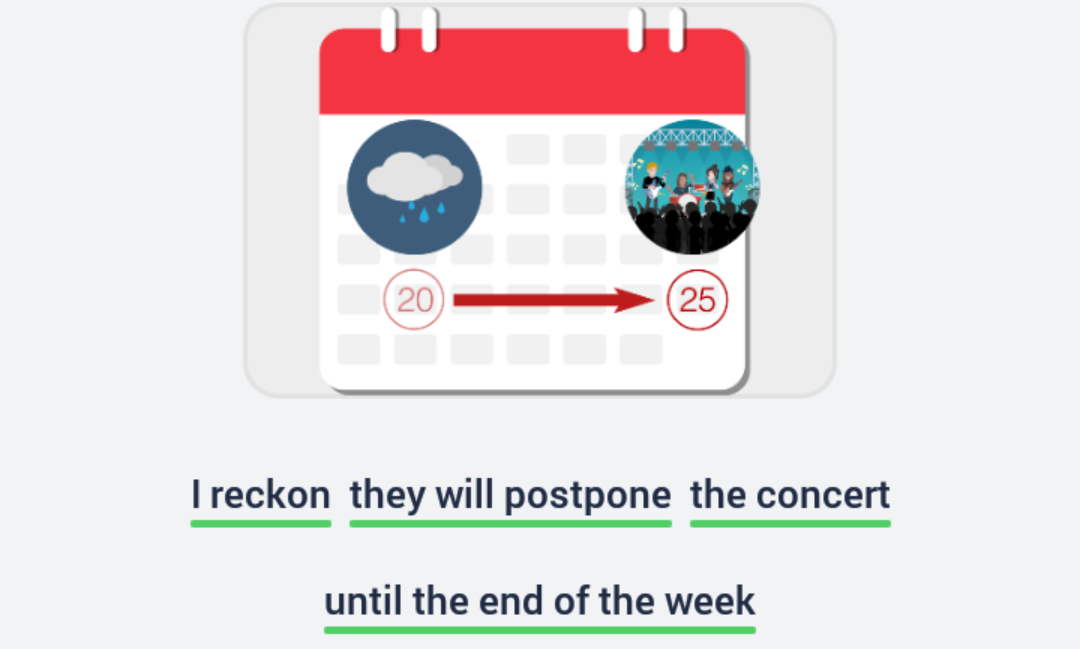 20 25
I reckon they will postpone the concert
until the end of the week